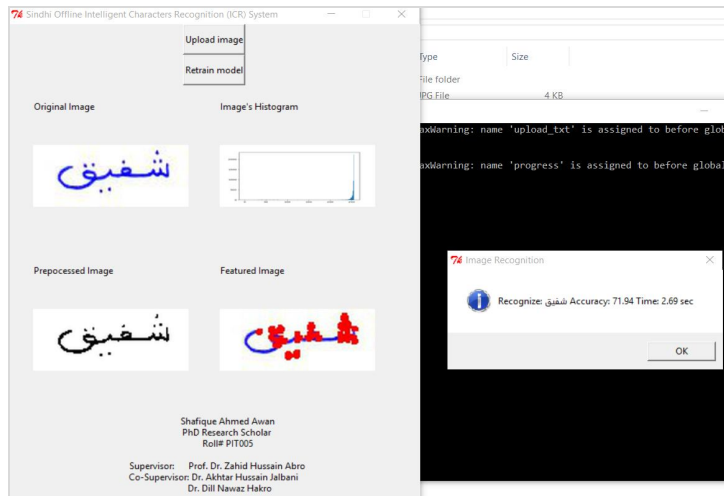 Sindhi Offline Intelligent Characters Recognition (ICR) System
Upload image
Retrain model
Original Image
Image's Histogram
شفيق
Prepocessed Image
Featured Image
شفيق
شفيق
Shafique Ahmed Awan
PhD Research Scholar
Roll# PIT005
Supervisor: Prof. Dr. Zahid Hussain Abro
Co-Supervisor: Dr. Akhtar Hussain Jalbani
Dr. Dill Nawaz Hakro
Type
Size
File folder
JPG File
4 KB
axWarning: name 'upload_txt' is assigned to before glob
axWarning: name 'progress' is assigned to before global
Image Recognition
Recognize: شفيق Accuracy: 71.94 Time: 2.69 sec
OK